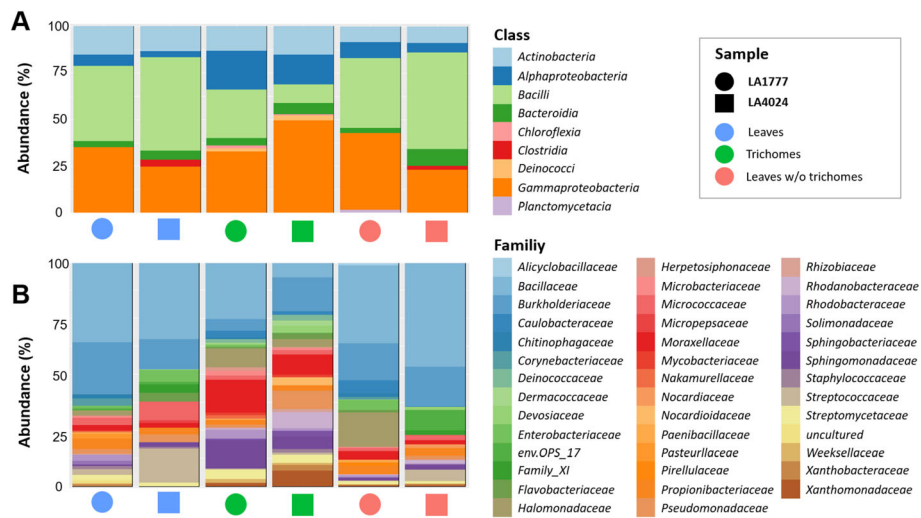 A
Abundance (%)
100
75
50
25
0
Class
Actinobacteria
Alphaproteobacteria
Bacilli
Bacteroidia
Chloroflexia
Clostridia
Deinococci
Gammaproteobacteria
Planctomycetacia
Sample
LA1777
LA4024
Leaves
Trichomes
Leaves w/o trichomes
B
Abundance (%)
100
75
50
25
0
Familiy
Alicyclobacillaceae
Bacillaceae
Burkholderiaceae
Caulobacteraceae
Chitinophagaceae
Corynebacteriaceae
Deinococcaceae
Dermacoccaceae
Devosiaceae
Enterobacteriaceae
env.OPS_17
Family_XI
Flavobacteriaceae
Halomonadaceae
Herpetosiphonaceae
Microbacteriaceae
Micrococcaceae
Micropepsaceae
Moraxellaceae
Mycobacteriaceae
Nakamurellaceae
Nocardiaceae
Nocardioidaceae
Paenibacillaceae
Pasteurllaceae
Pirellulaceae
Propionibacteriaceae
Pseudomonadaceae
Rhizobiaceae
Rhodanobacteraceae
Rhodobacteraceae
Solimonadaceae
Sphingobacteriaceae
Sphingomonadaceae
Staphylococcaceae
Streptococcaceae
Streptomycetaceae
uncultured
Weeksellaceae
Xanthobacteraceae
Xanthomonadaceae